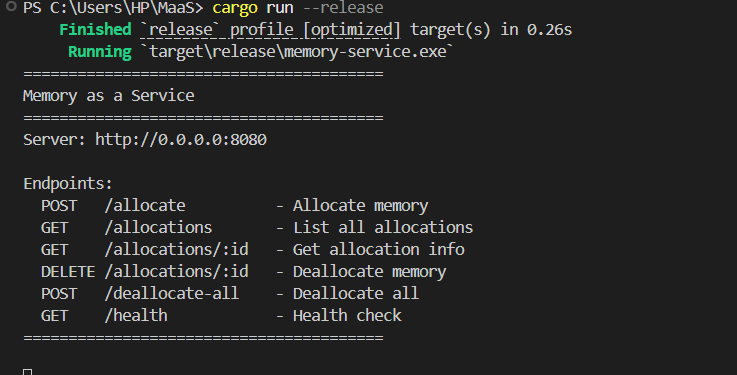 PS C:\Users\HP\MaaS> cargo run --release
    Finished `release` profile [optimized] target(s) in 0.26s
     Running `target\release\memory-service.exe`
========================================
Memory as a Service
========================================
Server: http://0.0.0.0:8080

Endpoints:
  POST   /allocate          - Allocate memory
  GET    /allocations       - List all allocations
  GET    /allocations/:id   - Get allocation info
  DELETE /allocations/:id   - Deallocate memory
  POST   /deallocate-all    - Deallocate all
  GET    /health            - Health check
========================================